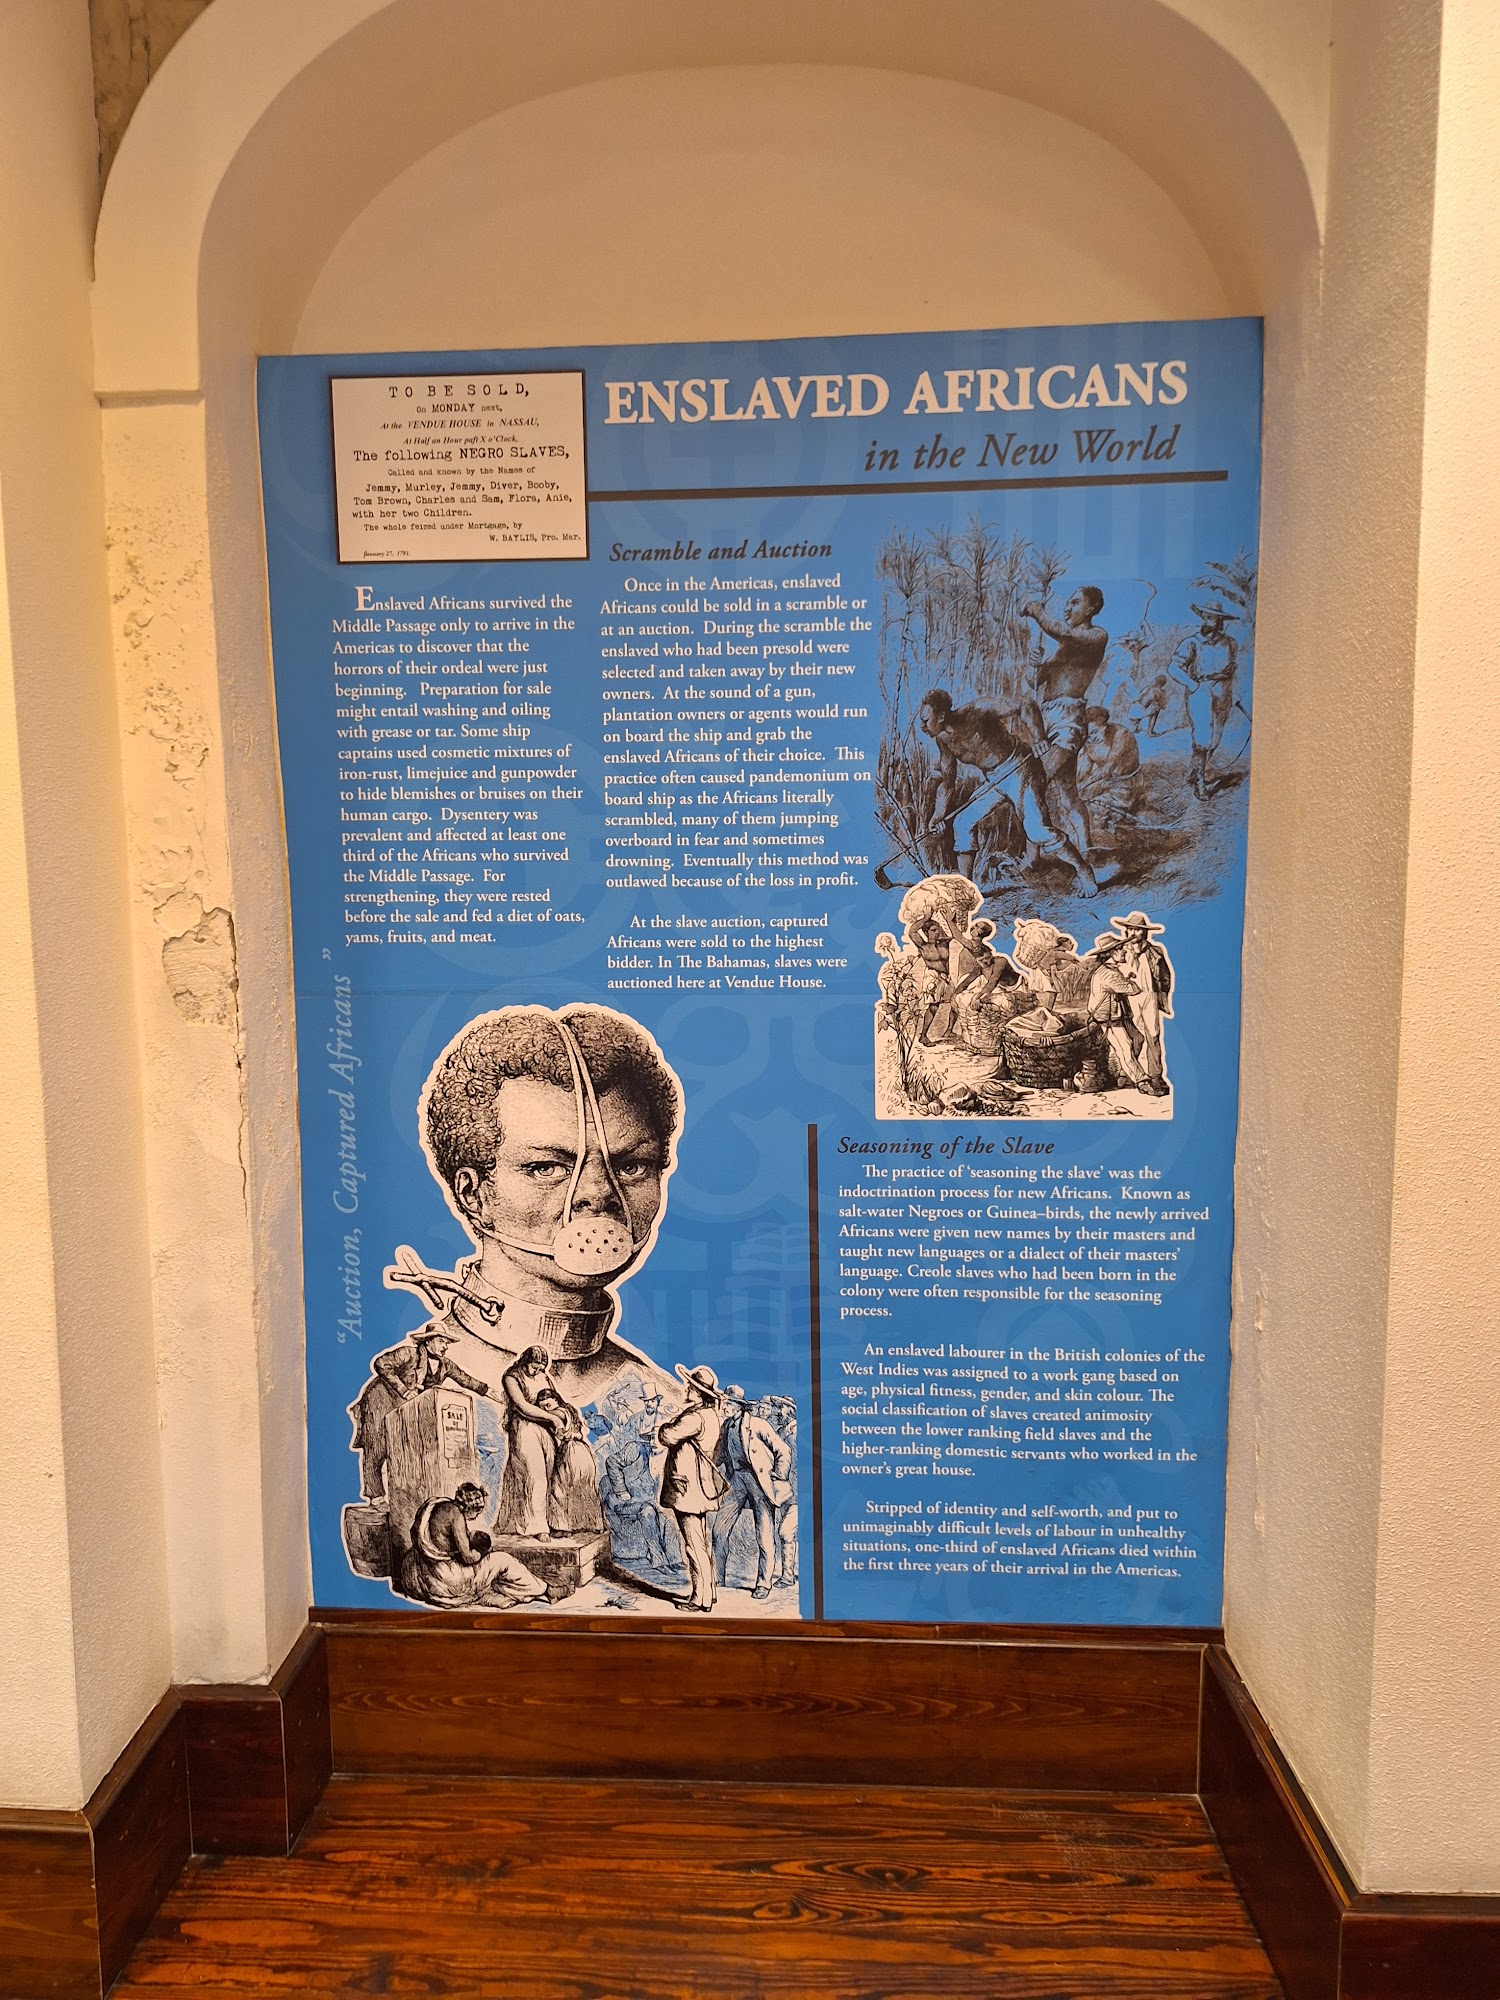 TO BE SOLD,
On MONDAY next,
At the VENDUE HOUSE in NASSAU,
At Half an Hour paft X o'Clock,
The following NEGRO SLAVES,
Called and known by the Names of
Jemmy, Murley, Jemmy, Diver, Booby,
Tom Brown, Charles and Sam, Flora, Anie,
with her two Children.
The whole feized under Mortgage, by
W. BAYLIS, Pro. Mar.
January 27, 1791.
ENSLAVED AFRICANS
in the New World
Enslaved Africans survived the
Middle Passage only to arrive in the
Americas to discover that the
horrors of their ordeal were just
beginning. Preparation for sale
might entail washing and oiling
with grease or tar. Some ship
captains used cosmetic mixtures of
iron-rust, limejuice and gunpowder
to hide blemishes or bruises on their
human cargo. Dysentery was
prevalent and affected at least one
third of the Africans who survived
the Middle Passage. For
strengthening, they were rested
before the sale and fed a diet of oats,
yams, fruits, and meat.
Scramble and Auction
Once in the Americas, enslaved
Africans could be sold in a scramble or
at an auction. During the scramble the
enslaved who had been presold were
selected and taken away by their new
owners. At the sound of a gun,
plantation owners or agents would run
on board the ship and grab the
enslaved Africans of their choice. This
practice often caused pandemonium on
board ship as the Africans literally
scrambled, many of them jumping
overboard in fear and sometimes
drowning. Eventually this method was
outlawed because of the loss in profit.
At the slave auction, captured
Africans were sold to the highest
bidder. In The Bahamas, slaves were
auctioned here at Vendue House.
"Auction, Captured Africans"
SALE
Seasoning of the Slave
The practice of 'seasoning the slave' was the
indoctrination process for new Africans. Known as
salt-water Negroes or Guinea–birds, the newly arrived
Africans were given new names by their masters and
taught new languages or a dialect of their masters'
language. Creole slaves who had been born in the
colony were often responsible for the seasoning
process.
An enslaved labourer in the British colonies of the
West Indies was assigned to a work gang based on
age, physical fitness, gender, and skin colour. The
social classification of slaves created animosity
between the lower ranking field slaves and the
higher-ranking domestic servants who worked in the
owner's great house.
Stripped of identity and self-worth, and put to
unimaginably difficult levels of labour in unhealthy
situations, one-third of enslaved Africans died within
the first three years of their arrival in the Americas.